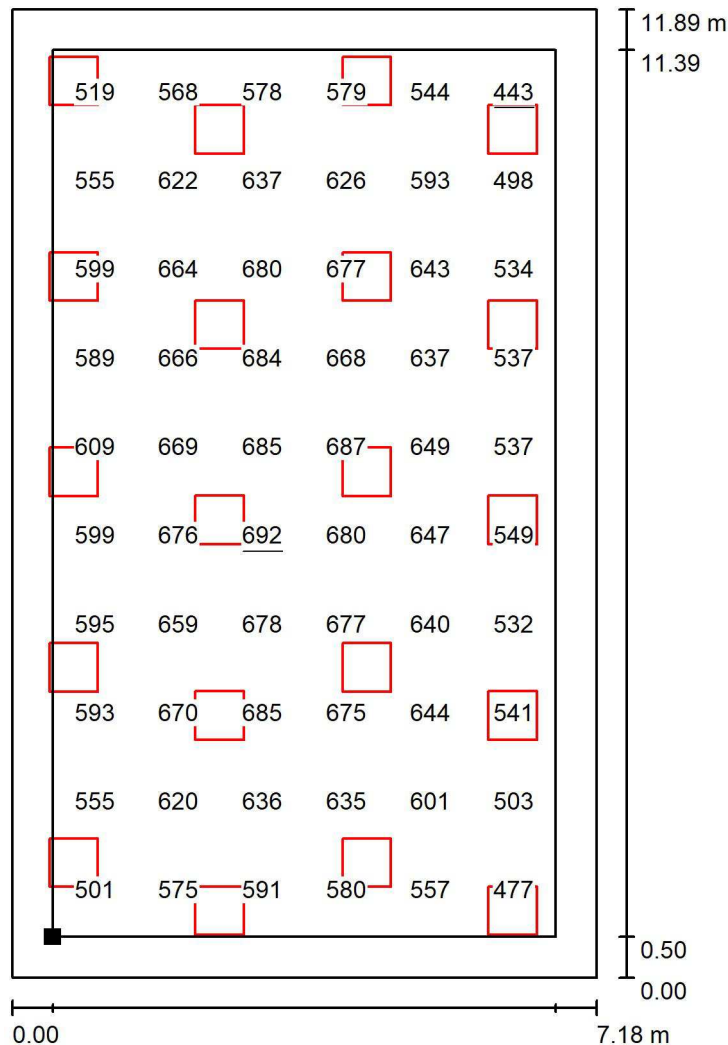 11.89 m
11.39
519 568 578 579 544 443
555 622 637 626 593 498
599 664 680 677 643 534
589 666 684 668 637 537
609 669 685 687 649 537
599 676 692 680 647 549
595 659 678 677 640 532
593 670 685 675 644 541
555 620 636 635 601 503
501 575 591 580 557 477
0.50
0.00
0.00 7.18 m